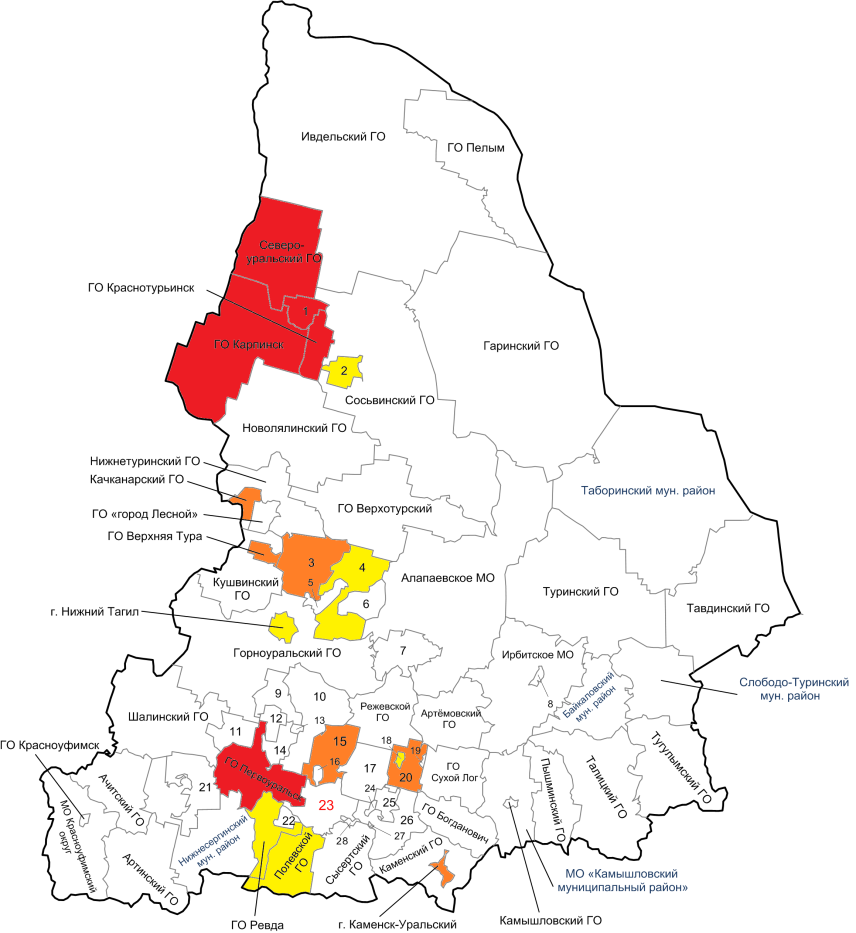 Ивдельский ГО
ГО Пелым
Северо-
уральский ГО
ГО Краснотурьинск
1
ГО Карпинск
Гаринский ГО
2
Сосьвинский ГО
Новолялинский ГО
Нижнетуринский ГО
Качканарский ГО
Таборинский мун. район
ГО «город Лесной»
ГО Верхотурский
ГО Верхняя Тура
3
4
5
Алапаевское МО
Кушвинский
ГО
6
Туринский ГО
Тавдинский ГО
г. Нижний Тагил
7
Горноуральский ГО
Ирбитское МО
Слободо-Туринский
мун. район
Байкаловский
мун. район
8
9
10
Режевской
ГО
Артёмовский
ГО
Шалинский ГО
11
12
13
14
15
16
17
18
19
20
ГО
Сухой Лог
ГО Красноуфимск
ГО Первоуральск
21
22
23
24
25
26
27
28
Пышминский ГО
Талицкий ГО
Тугулымский ГО
Ачитский ГО
МО Красноуфимский
округ
Артинский ГО
Нижнесергинский
мун. район
Полевской
ГО
Сысертский
ГО
Каменский ГО
ГО Богданович
МО «Камышловский
муниципальный район»
ГО Ревда
г. Каменск-Уральский
Камышловский ГО